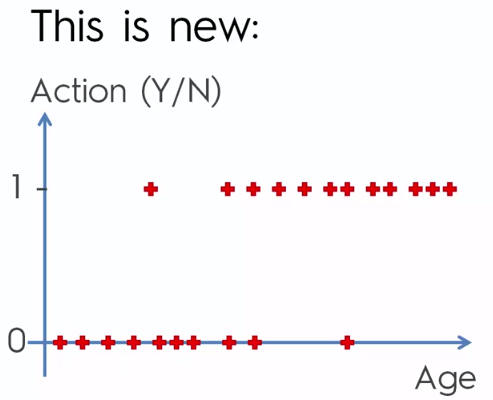 This is new:
Action (Y/N)
1
0
Age